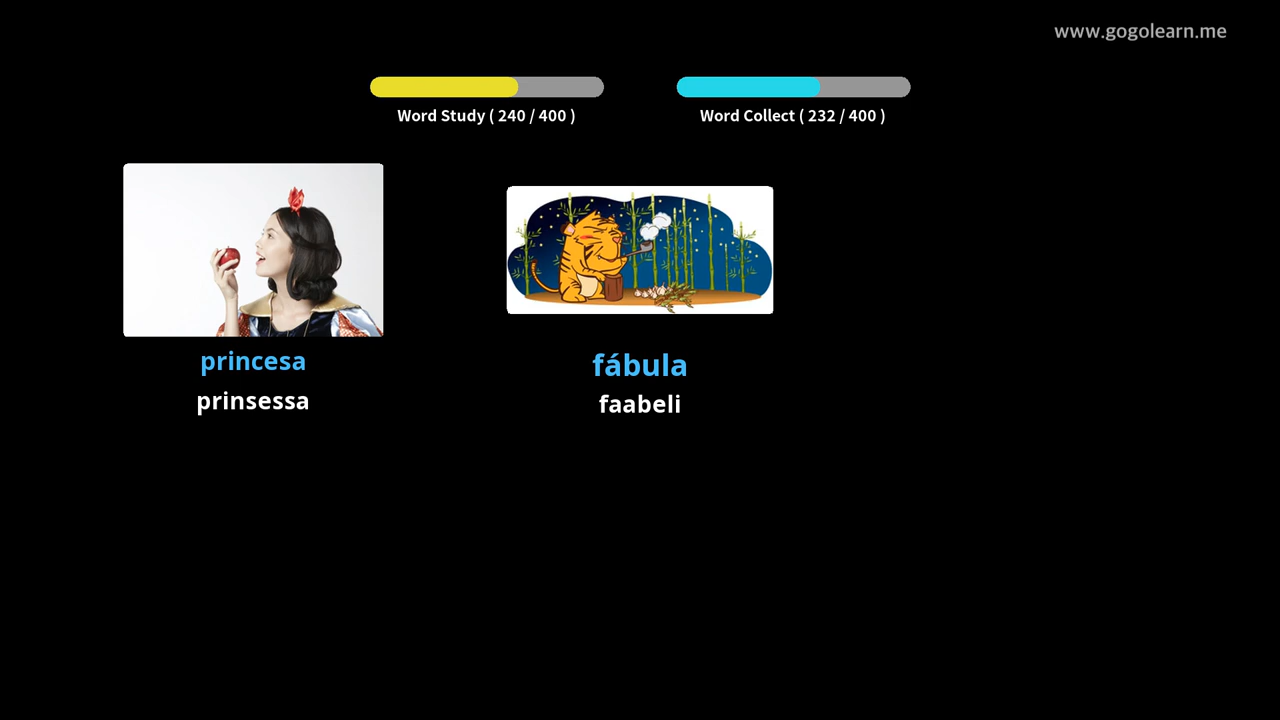 www.gogolearn.me
Word Study ( 240 / 400 )
Word Collect ( 232 / 400 )
princesa
prinsessa
fábula
faabeli